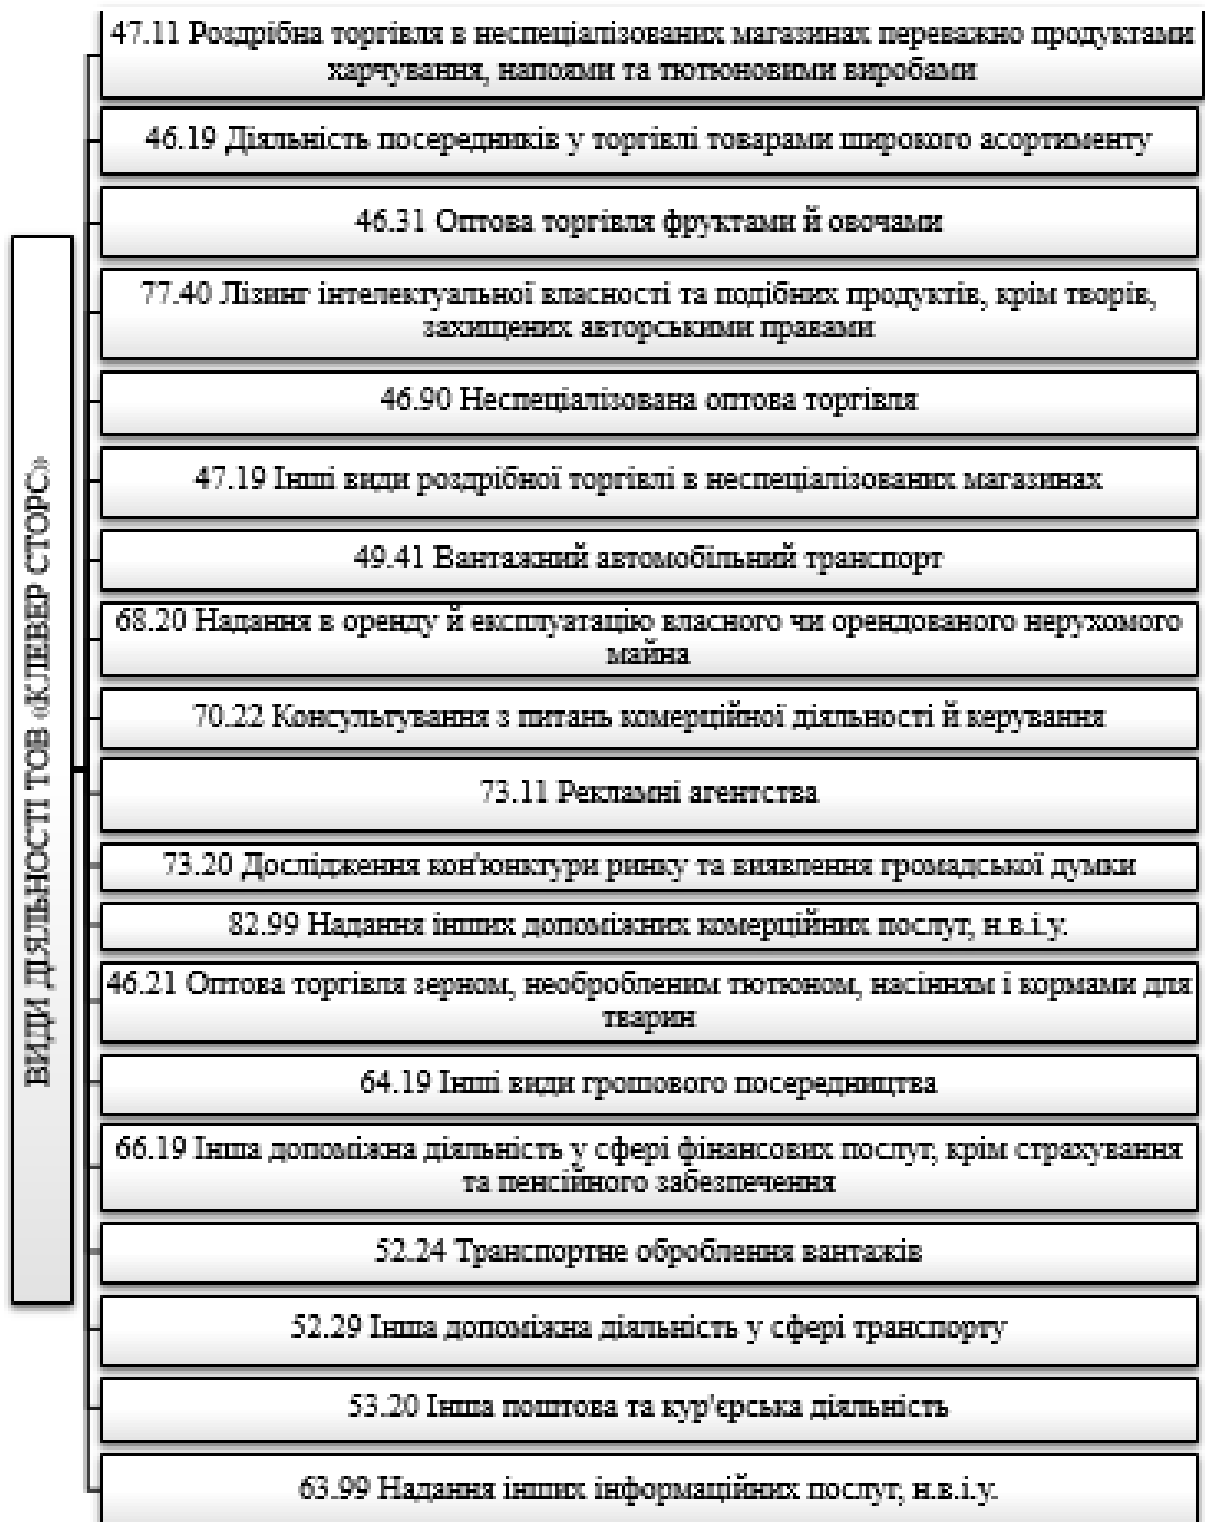 ВИДИ ДІЯЛЬНОСТІ ТОВ «КЛЕВЕР СТОРС»
47.11 Роздрібна торгівля в неспеціалізованих магазинах переважно продуктами
харчування, напоями та тютюновими виробами
46.19 Діяльність посередників у торгівлі товарами широкого асортименту
46.31 Оптова торгівля фруктами й овочами
77.40 Лізинг інтелектуальної власності та подібних продуктів, крім творів,
захищених авторськими правами
46.90 Неспеціалізована оптова торгівля
47.19 Інші види роздрібної торгівлі в неспеціалізованих магазинах
49.41 Вантажний автомобільний транспорт
68.20 Надання в оренду й експлуатацію власного чи орендованого нерухомого
майна
70.22 Консультування з питань комерційної діяльності й керування
73.11 Рекламні агентства
73.20 Дослідження кон'юнктури ринку та виявлення громадської думки
82.99 Надання інших допоміжних комерційних послуг, н.в.і.у.
46.21 Оптова торгівля зерном, необробленим тютюном, насінням і кормами для
тварин
64.19 Інші види грошового посередництва
66.19 Інша допоміжна діяльність у сфері фінансових послуг, крім страхування
та пенсійного забезпечення
52.24 Транспортне оброблення вантажів
52.29 Інша допоміжна діяльність у сфері транспорту
53.20 Інша поштова та кур'єрська діяльність
63.99 Надання інших інформаційних послуг, н.в.і.у.